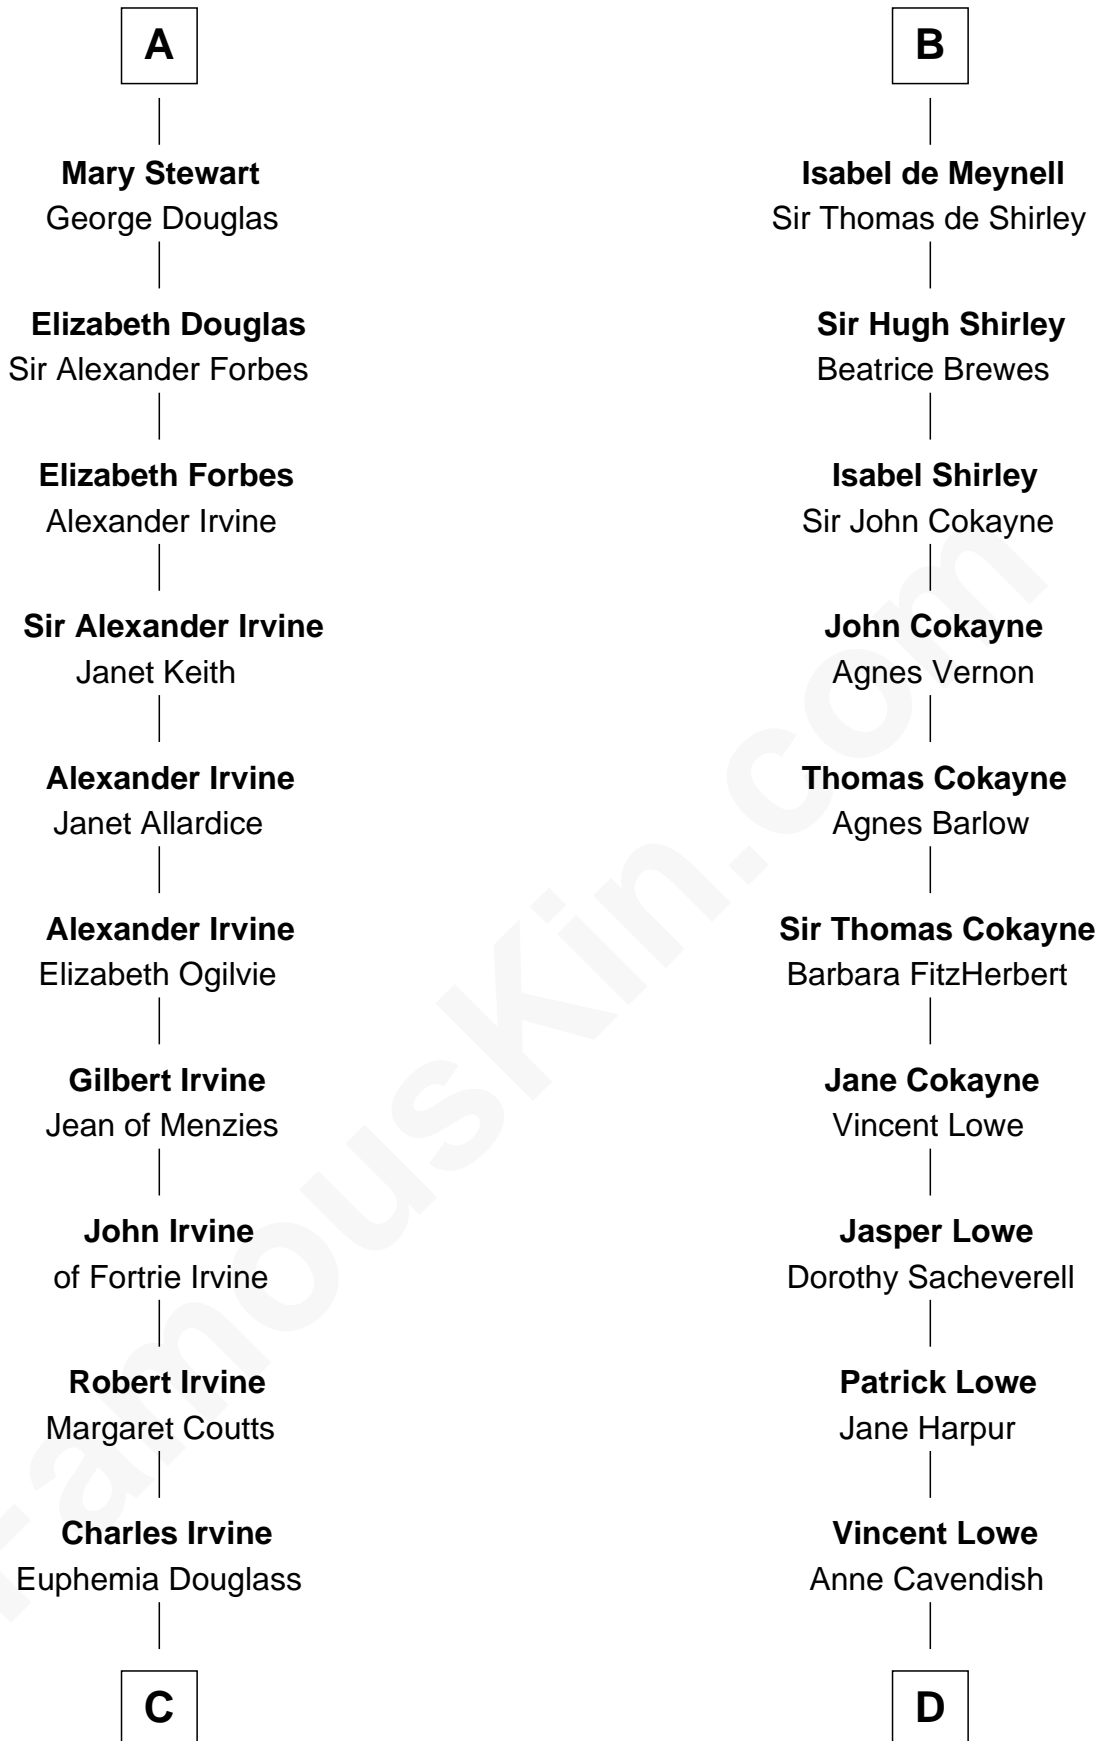 A
Mary Stewart
George Douglas
Elizabeth Douglas
Sir Alexander Forbes
Elizabeth Forbes
Alexander Irvine
Sir Alexander Irvine
Janet Keith
Alexander Irvine
Janet Allardice
Alexander Irvine
Elizabeth Ogilvie
Gilbert Irvine
Jean of Menzies
John Irvine
of Fortrie Irvine
Robert Irvine
Margaret Coutts
Charles Irvine
Euphemia Douglass
C
B
Isabel de Meynell
Sir Thomas de Shirley
Sir Hugh Shirley
Beatrice Brewes
Isabel Shirley
Sir John Cokayne
John Cokayne
Agnes Vernon
Thomas Cokayne
Agnes Barlow
Sir Thomas Cokayne
Barbara FitzHerbert
Jane Cokayne
Vincent Lowe
Jasper Lowe
Dorothy Sacheverell
Patrick Lowe
Jane Harpur
Vincent Lowe
Anne Cavendish
D
FamousKin.com